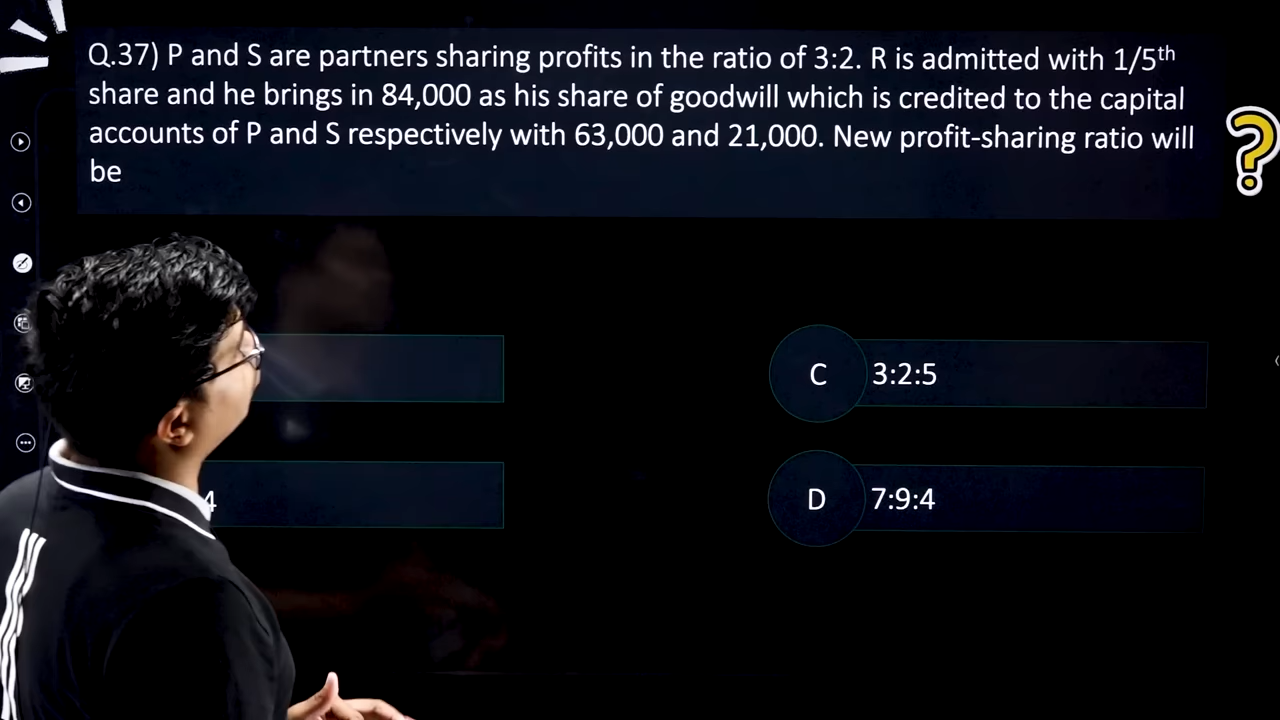 Q.37) P and S are partners sharing profits in the ratio of 3:2. R is admitted with 1/5th
share and he brings in 84,000 as his share of goodwill which is credited to the capital
accounts of P and S respectively with 63,000 and 21,000. New profit-sharing ratio will
be
?
C 3:2:5
4
D 7:9:4